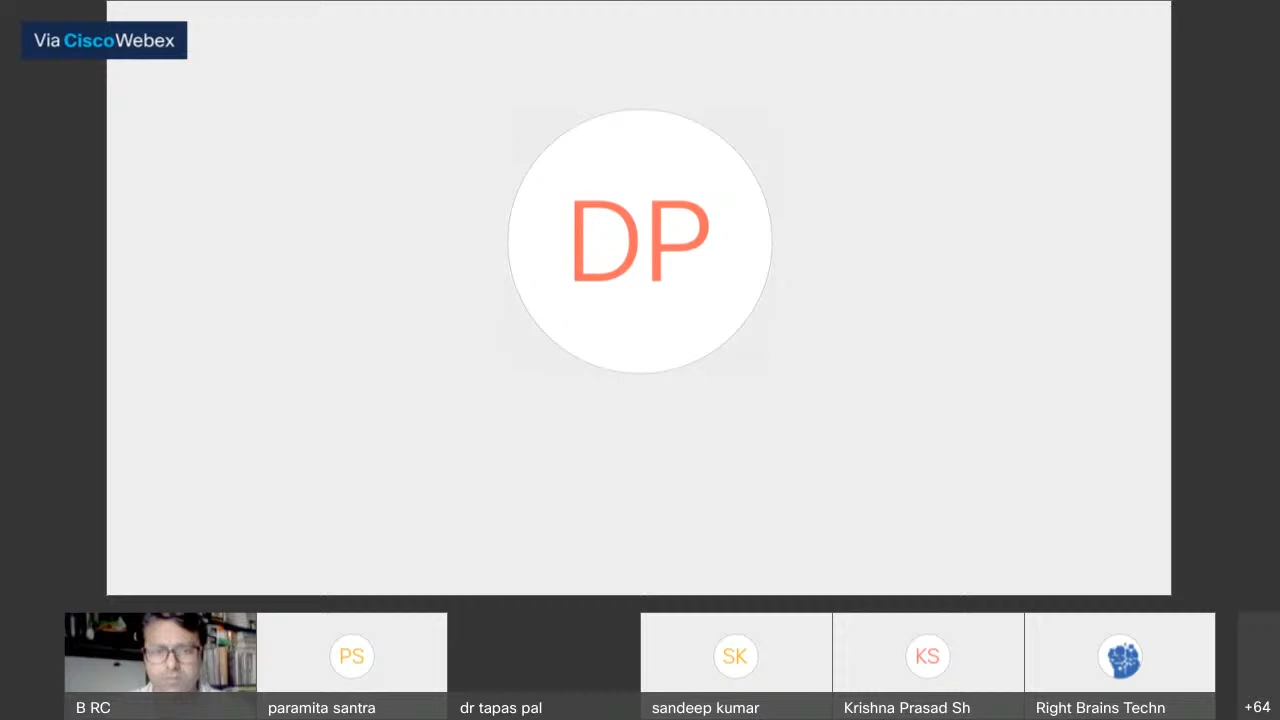 Via CiscoWebex
DP
PS
SK
KS
B RC
paramita santra
dr tapas pal
sandeep kumar
Krishna Prasad Sh
Right Brains Techn
+64